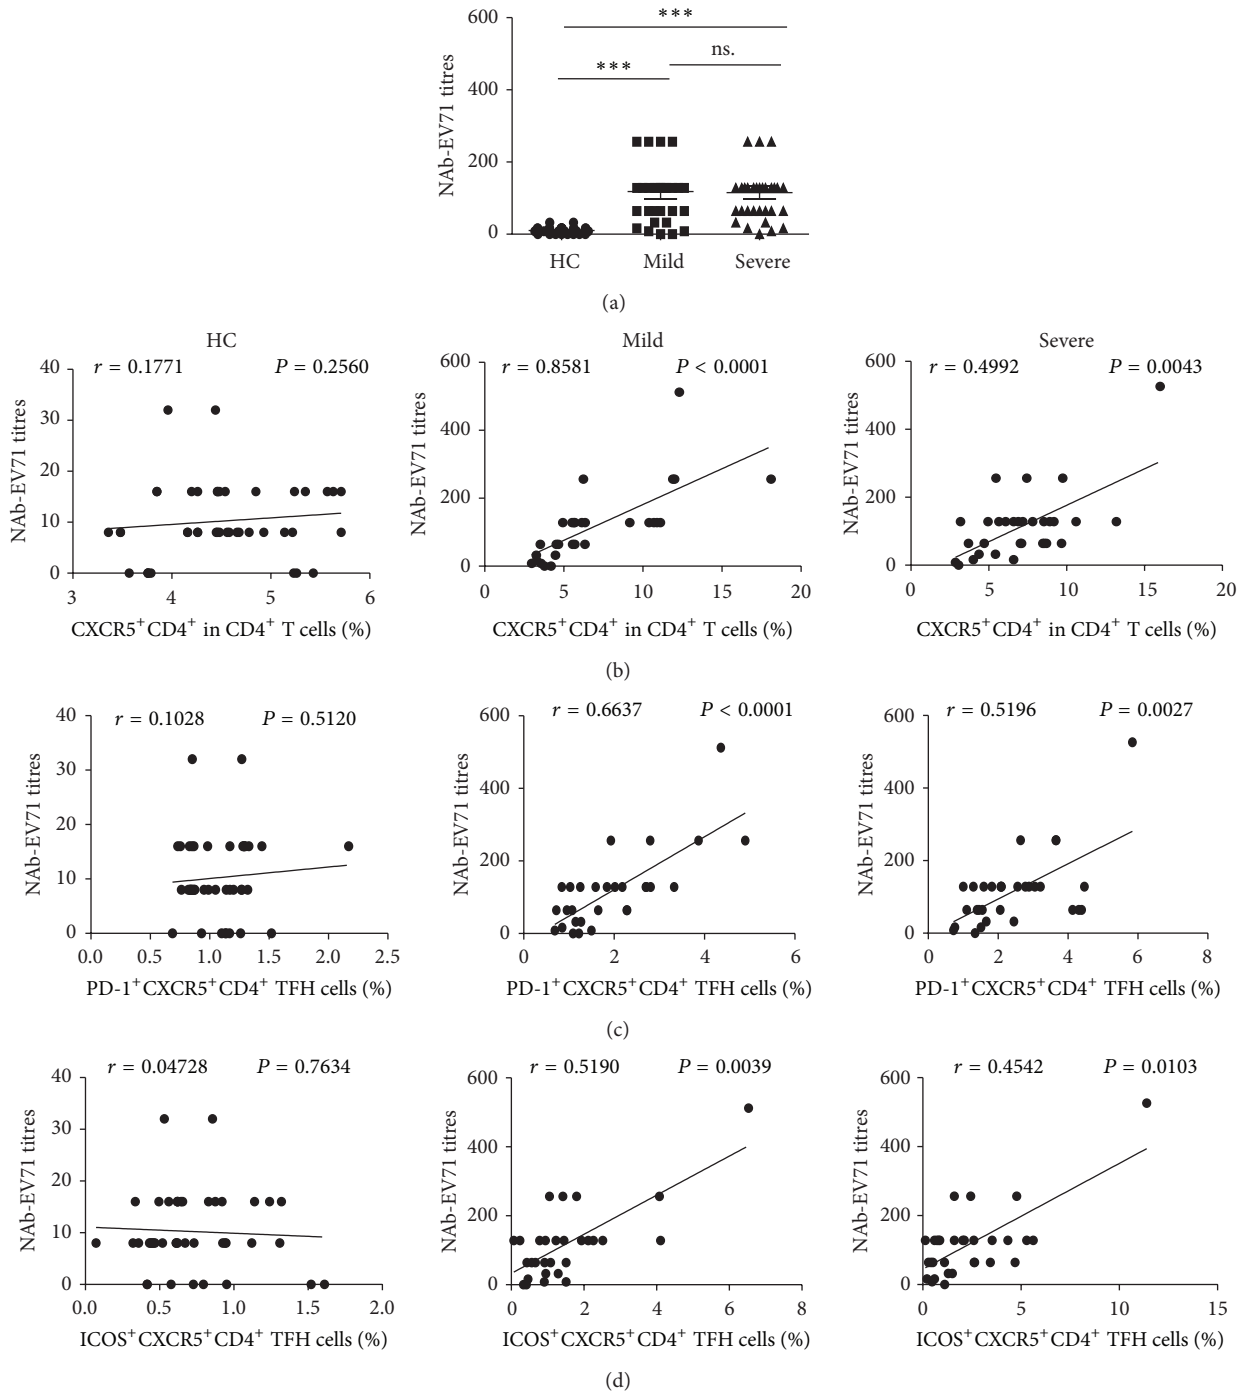 600
***
ns.
***
400
200
0
NAb-EV71 titres
HC
Mild
Severe
(a)
HC
Mild
Severe
r = 0.1771
P = 0.2560
40
30
20
10
0
NAb-EV71 titres
3
4
5
6
CXCR5+CD4+ in CD4+ T cells (%)
r = 0.8581
P < 0.0001
600
400
200
0
NAb-EV71 titres
0
5
10
15
20
CXCR5+CD4+ in CD4+ T cells (%)
r = 0.4992
P = 0.0043
600
400
200
0
NAb-EV71 titres
0
5
10
15
20
CXCR5+CD4+ in CD4+ T cells (%)
(b)
r = 0.1028
P = 0.5120
40
30
20
10
0
NAb-EV71 titres
0.0
0.5
1.0
1.5
2.0
2.5
PD-1+CXCR5+CD4+ TFH cells (%)
r = 0.6637
P < 0.0001
600
400
200
0
NAb-EV71 titres
0
2
4
6
PD-1+CXCR5+CD4+ TFH cells (%)
r = 0.5196
P = 0.0027
600
400
200
0
NAb-EV71 titres
0
2
4
6
8
PD-1+CXCR5+CD4+ TFH cells (%)
(c)
r = 0.04728
P = 0.7634
40
30
20
10
0
NAb-EV71 titres
0.0
0.5
1.0
1.5
2.0
ICOS+CXCR5+CD4+ TFH cells (%)
r = 0.5190
P = 0.0039
600
400
200
0
NAb-EV71 titres
0
2
4
6
8
ICOS+CXCR5+CD4+ TFH cells (%)
r = 0.4542
P = 0.0103
600
400
200
0
NAb-EV71 titres
0
5
10
15
ICOS+CXCR5+CD4+ TFH cells (%)
(d)